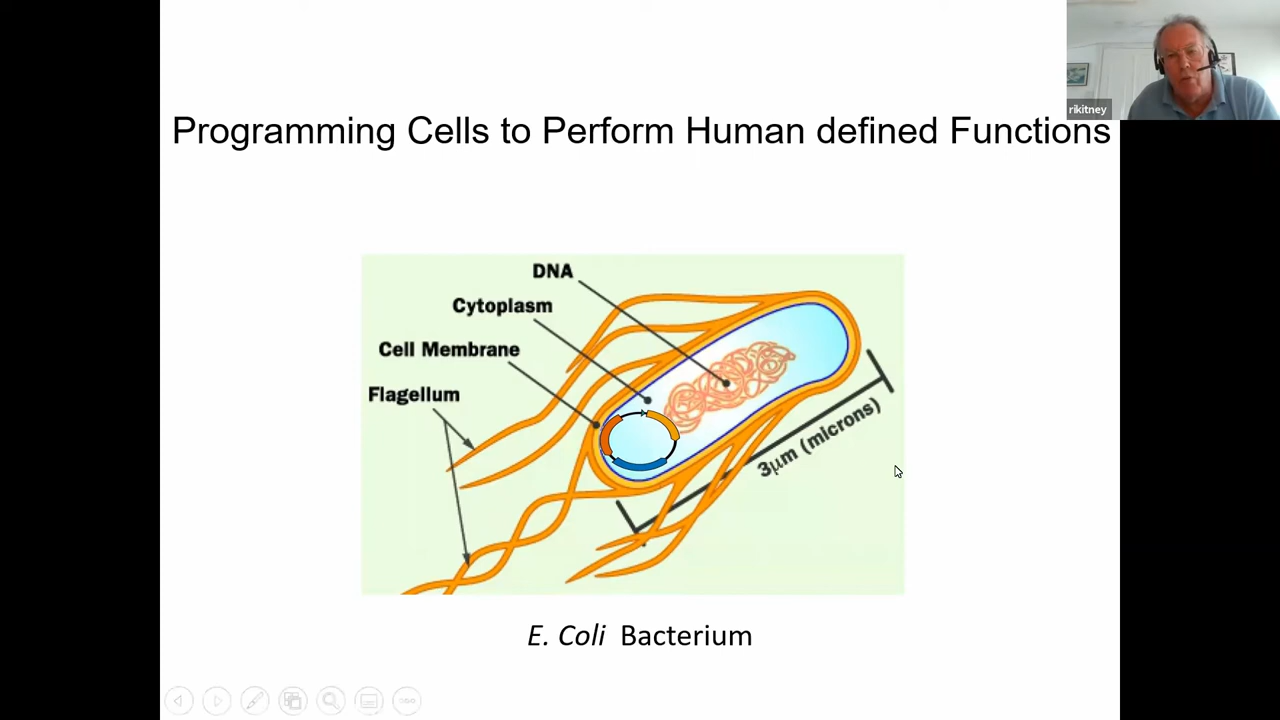 rikitney
Programming Cells to Perform Human defined Functions
DNA
Cytoplasm
Cell Membrane
Flagellum
3μm (microns)
E. Coli Bacterium